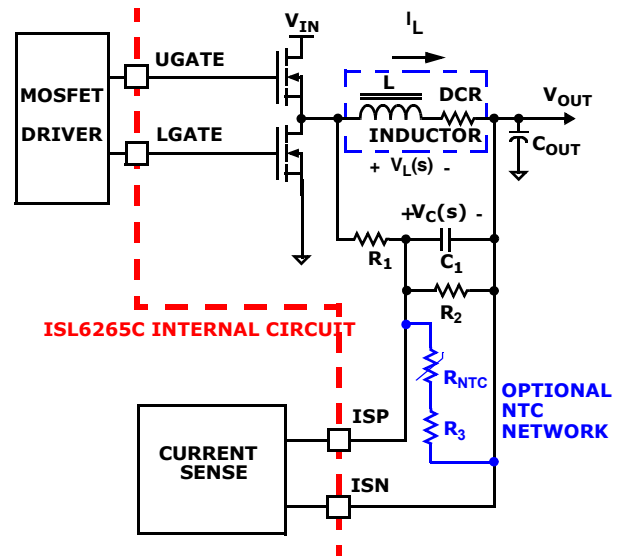 V_IN
I_L
UGATE
MOSFET
DRIVER
LGATE
L
DCR
INDUCTOR
V_OUT
C_OUT
+ V_L(s) -
+V_C(s) -
R_1
C_1
R_2
ISL6265C INTERNAL CIRCUIT
R_NTC
OPTIONAL
NTC
NETWORK
R_3
ISP
CURRENT
SENSE
ISN